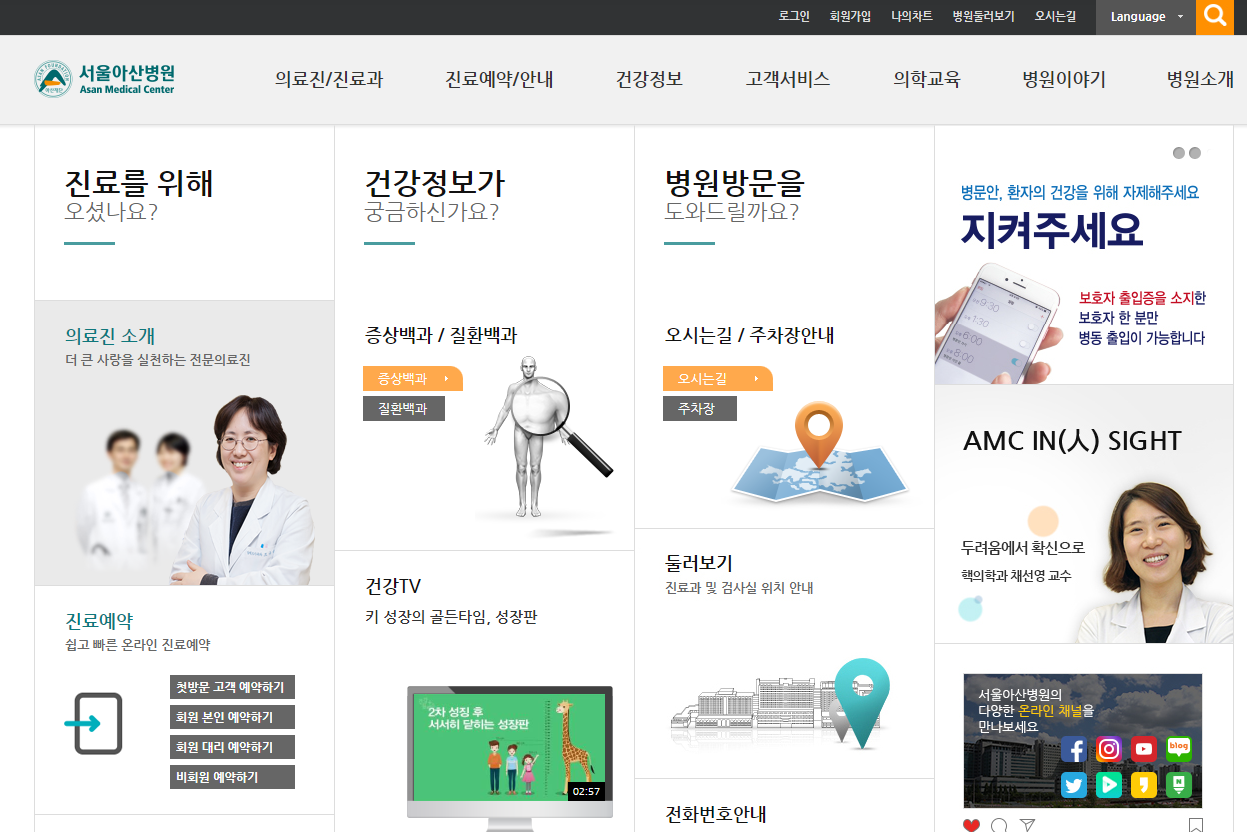 로그인 회원가입 나의차트 병원둘러보기 오시는길 Language
서울아산병원
Asan Medical Center
의료진/진료과 진료예약/안내 건강정보 고객서비스 의학교육 병원이야기 병원소개
진료를 위해
오셨나요?
의료진 소개
더 큰 사랑을 실천하는 전문의료진
진료예약
쉽고 빠른 온라인 진료예약
첫방문 고객 예약하기
회원 본인 예약하기
회원 대리 예약하기
비회원 예약하기
건강정보가
궁금하신가요?
증상백과 / 질환백과
증상백과
질환백과
건강TV
키 성장의 골든타임, 성장판
2차 성징 후
서서히 닫히는 성장판
02:57
병원방문을
도와드릴까요?
오시는길 / 주차장안내
오시는길
주차장
둘러보기
진료과 및 검사실 위치 안내
전화번호안내
병문안, 환자의 건강을 위해 자제해주세요
지켜주세요
9:30
1:30
6:00
8:00
보호자 출입증을 소지한
보호자 한 분만
병동 출입이 가능합니다
AMC IN(人) SIGHT
두려움에서 확신으로
핵의학과 채선영 교수
서울아산병원의
다양한 온라인 채널을
만나보세요
blog